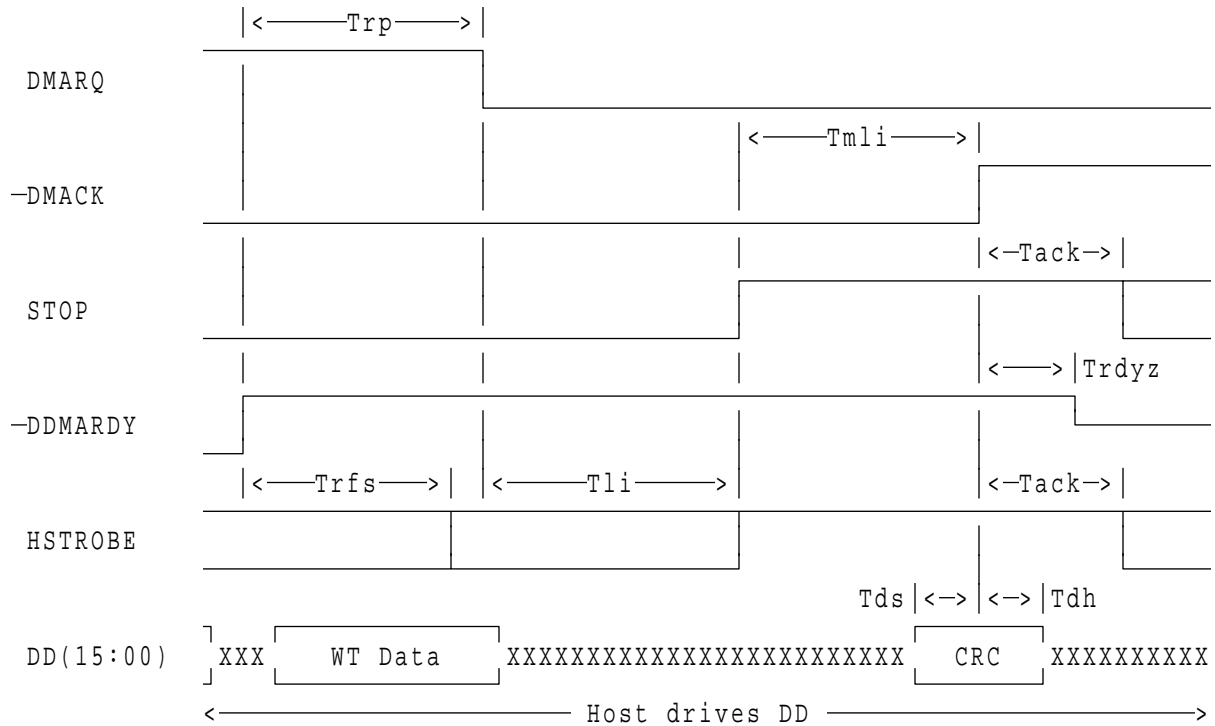 Trp
DMARQ
Tmli
—DMACK
Tack
STOP
Trdyz
—DDMARDY
Trfs Tli Tack
HSTROBE
Tds Tdh
DD(15:00) XXX WT Data XXXXXXXXXXXXXXXXXXXXXXXXX CRC XXXXXXXXXX
Host drives DD